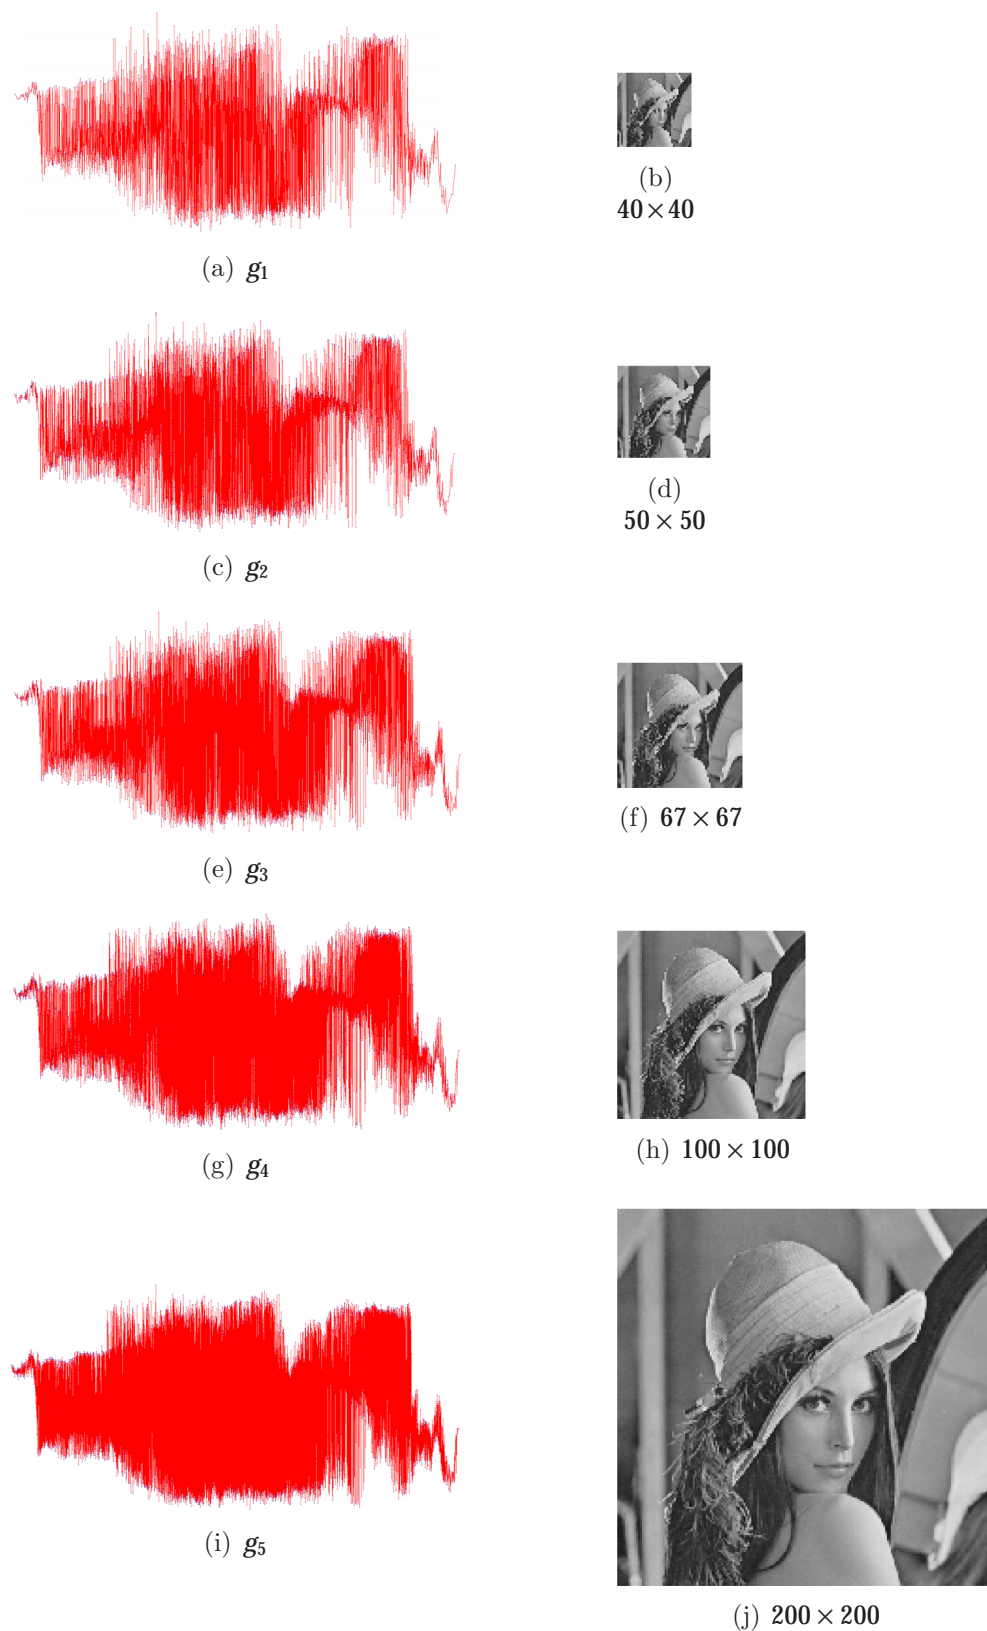 (a) g₁
(b)
40 × 40
(c) g₂
(d)
50 × 50
(e) g₃
(f) 67 × 67
(g) g₄
(h) 100 × 100
(i) g₅
(j) 200 × 200